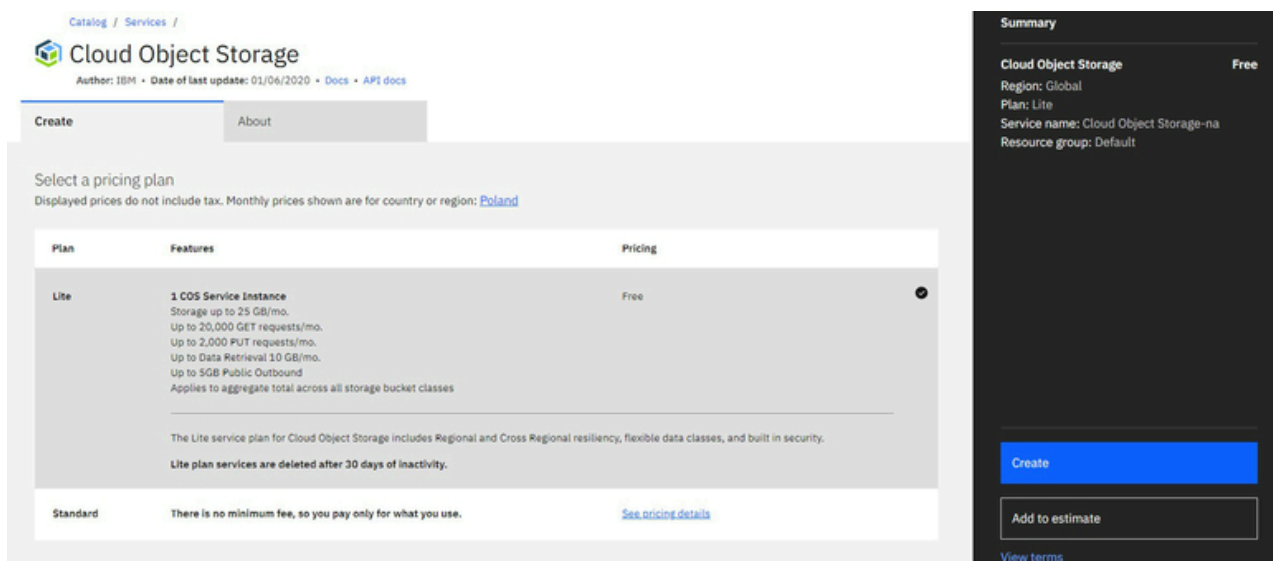 Catalog / Services /
Cloud Object Storage
Author: IBM • Date of last update: 01/06/2020 • Docs • API docs
Create
About
Select a pricing plan
Displayed prices do not include tax. Monthly prices shown are for country or region: Poland
Plan Features Pricing
Lite 1 COS Service Instance Free
Storage up to 25 GB/mo.
Up to 20,000 GET requests/mo.
Up to 2,000 PUT requests/mo.
Up to Data Retrieval 10 GB/mo.
Up to 5GB Public Outbound
Applies to aggregate total across all storage bucket classes
The Lite service plan for Cloud Object Storage includes Regional and Cross Regional resiliency, flexible data classes, and built in security.
Lite plan services are deleted after 30 days of inactivity.
Standard There is no minimum fee, so you pay only for what you use. See pricing details
Summary
Cloud Object Storage Free
Region: Global
Plan: Lite
Service name: Cloud Object Storage-na
Resource group: Default
Create
Add to estimate
View terms